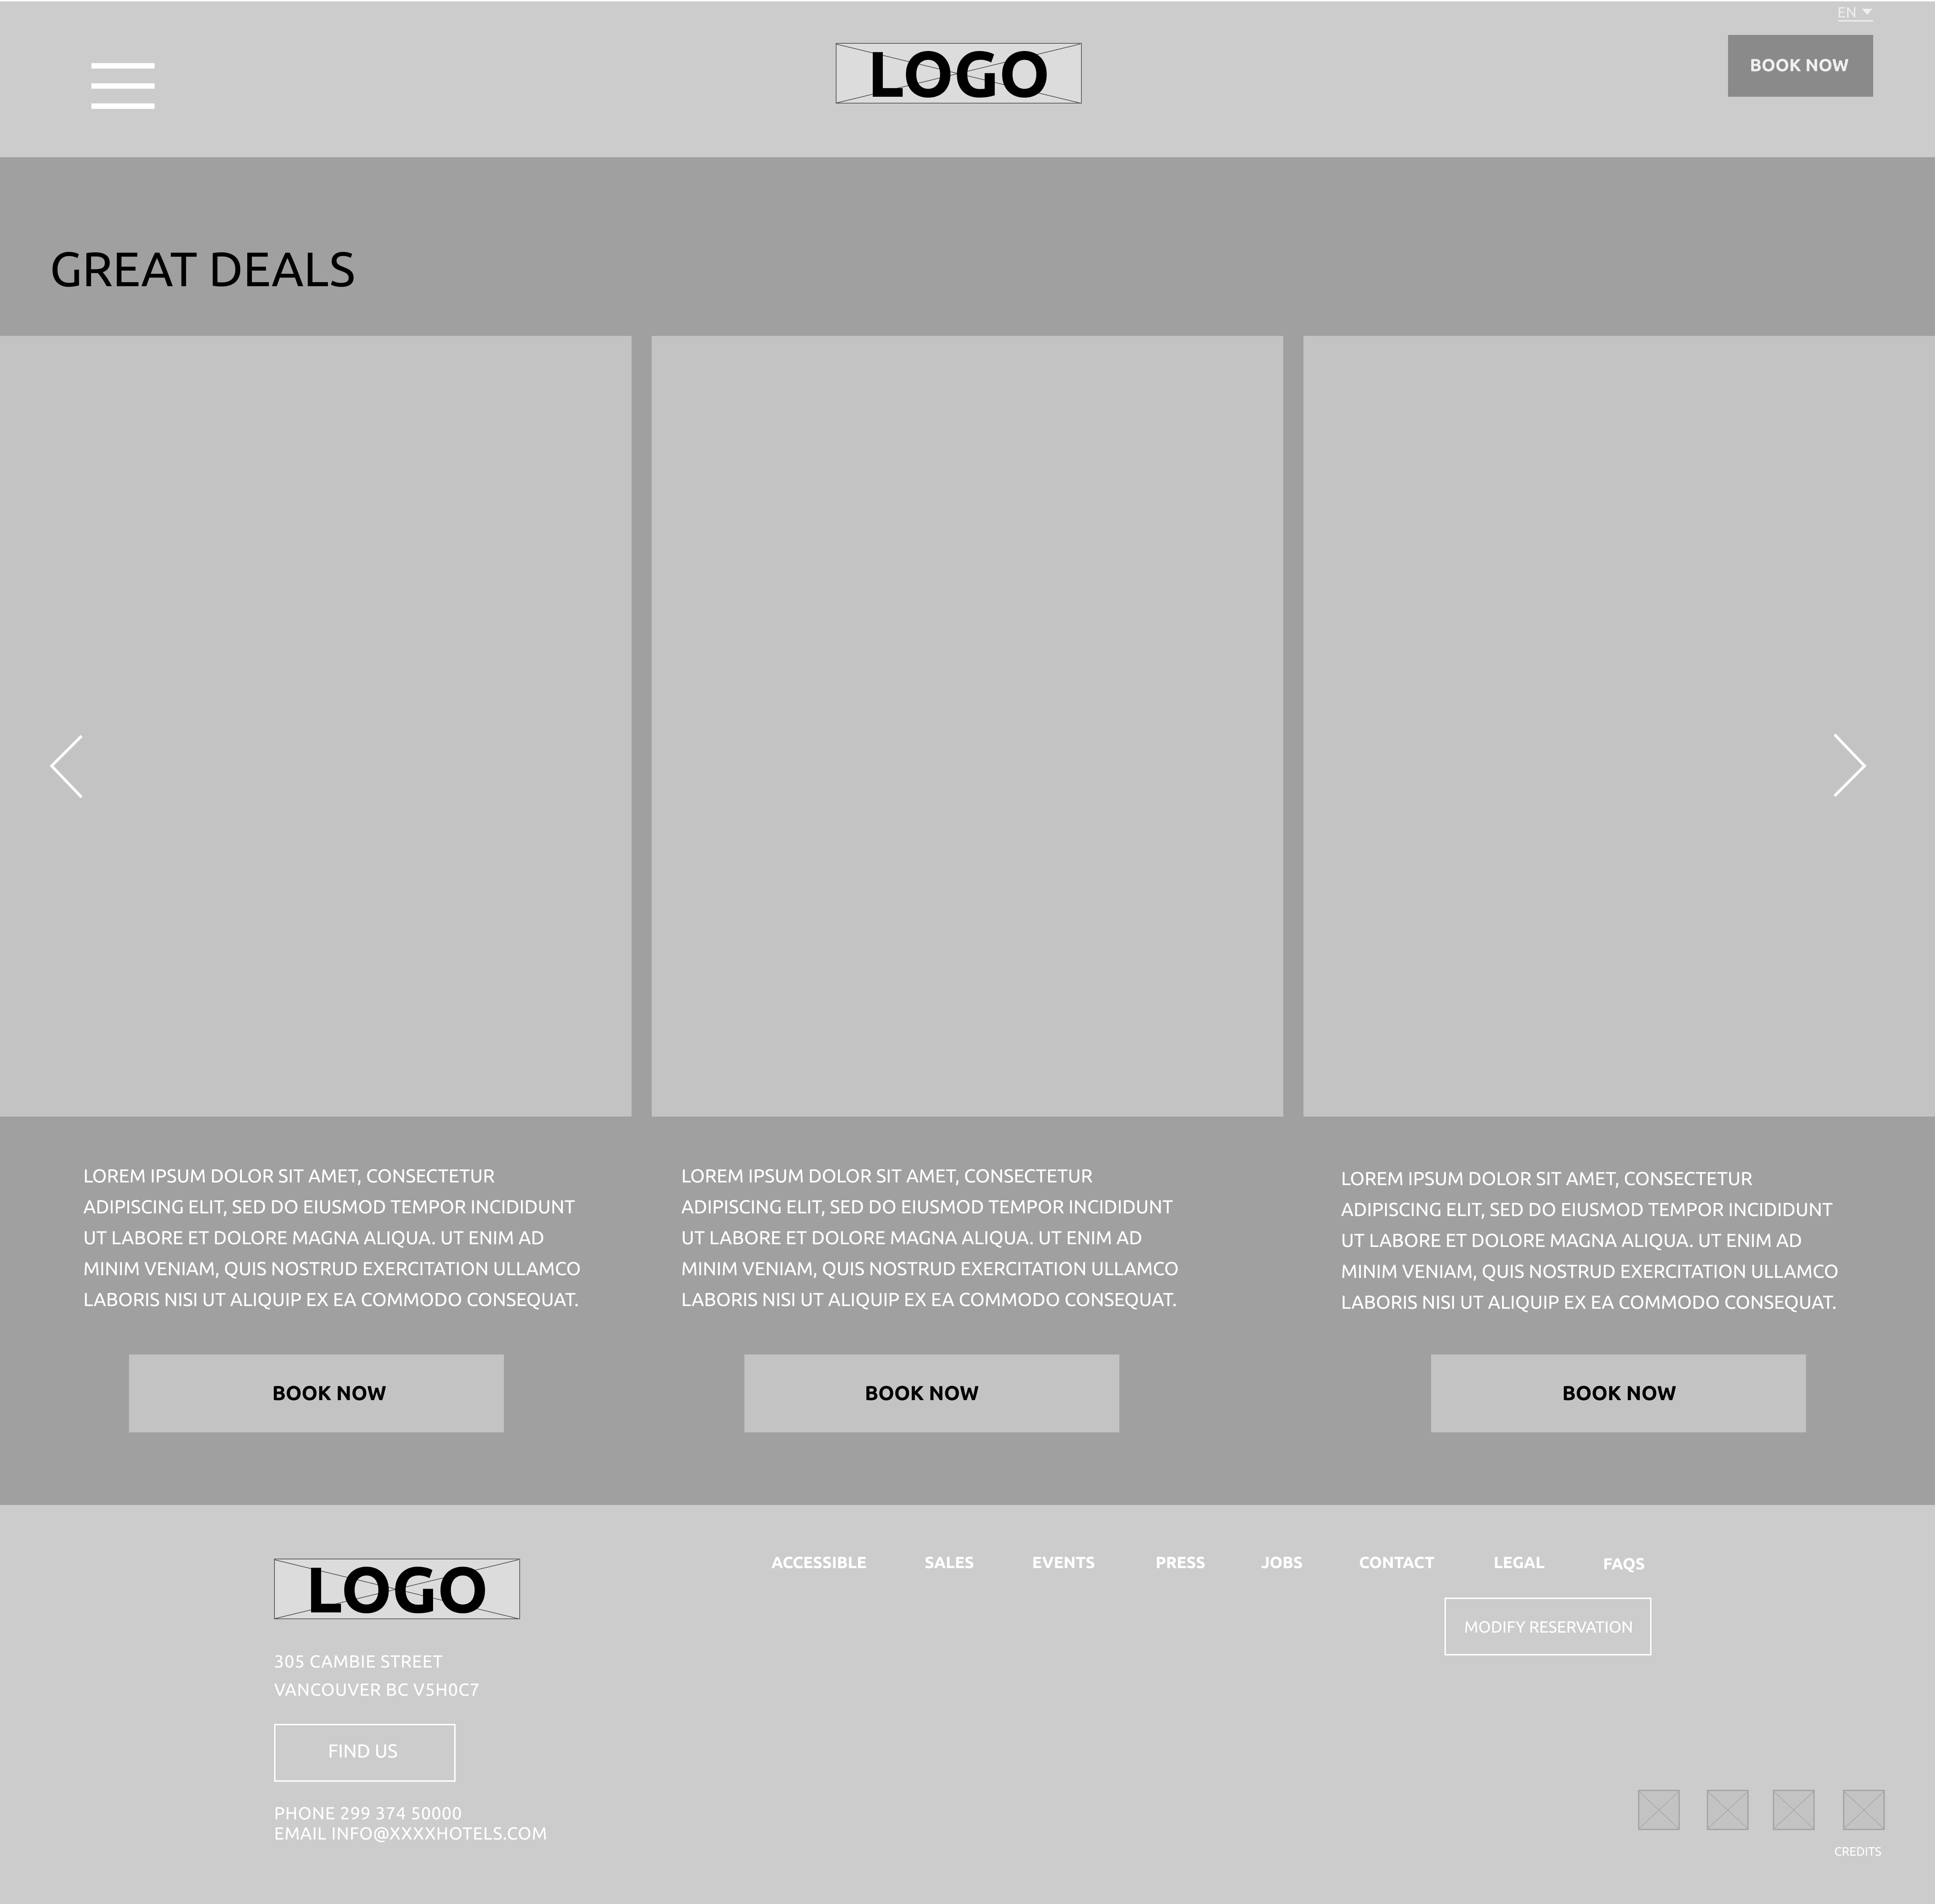 EN
LOGO
BOOK NOW
GREAT DEALS
LOREM IPSUM DOLOR SIT AMET, CONSECTETUR
ADIPISCING ELIT, SED DO EIUSMOD TEMPOR INCIDIDUNT
UT LABORE ET DOLORE MAGNA ALIQUA. UT ENIM AD
MINIM VENIAM, QUIS NOSTRUD EXERCITATION ULLAMCO
LABORIS NISI UT ALIQUIP EX EA COMMODO CONSEQUAT.
BOOK NOW
LOREM IPSUM DOLOR SIT AMET, CONSECTETUR
ADIPISCING ELIT, SED DO EIUSMOD TEMPOR INCIDIDUNT
UT LABORE ET DOLORE MAGNA ALIQUA. UT ENIM AD
MINIM VENIAM, QUIS NOSTRUD EXERCITATION ULLAMCO
LABORIS NISI UT ALIQUIP EX EA COMMODO CONSEQUAT.
BOOK NOW
LOREM IPSUM DOLOR SIT AMET, CONSECTETUR
ADIPISCING ELIT, SED DO EIUSMOD TEMPOR INCIDIDUNT
UT LABORE ET DOLORE MAGNA ALIQUA. UT ENIM AD
MINIM VENIAM, QUIS NOSTRUD EXERCITATION ULLAMCO
LABORIS NISI UT ALIQUIP EX EA COMMODO CONSEQUAT.
BOOK NOW
LOGO
305 CAMBIE STREET
VANCOUVER BC V5H0C7
FIND US
PHONE 299 374 50000
EMAIL INFO@XXXXHOTELS.COM
ACCESSIBLE SALES EVENTS PRESS JOBS CONTACT LEGAL FAQS
MODIFY RESERVATION
CREDITS